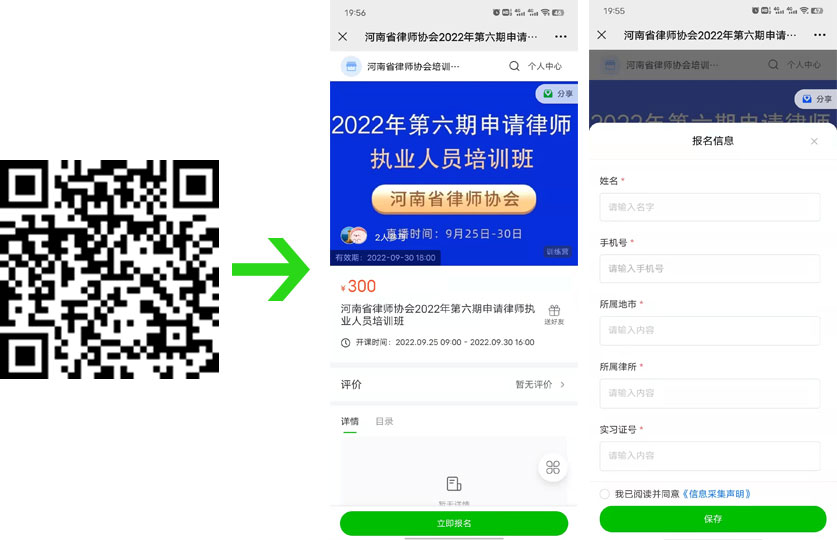 19:56
河南省律师协会2022年第六期申请···
河南省律师协会培训···
个人中心
分享
2022年第六期申请律师
执业人员培训班
河南省律师协会
直播时间：9月25日-30日
2人
有效期：2022-09-30 18:00
训练营
¥300
河南省律师协会2022年第六期申请律师执
业人员培训班
送好友
开课时间：2022.09.25 09:00 - 2022.09.30 16:00
评价
暂无评价
详情
目录
暂无详情
立即报名
19:55
河南省律师协会2022年第六期申请···
河南省律师协会培训···
个人中心
分享
2022年第六期申请律师
报名信息
姓名 *
请输入名字
手机号 *
请输入手机号
所属地市 *
请输入内容
所属律所 *
请输入内容
实习证号 *
请输入内容
我已阅读并同意《信息采集声明》
保存